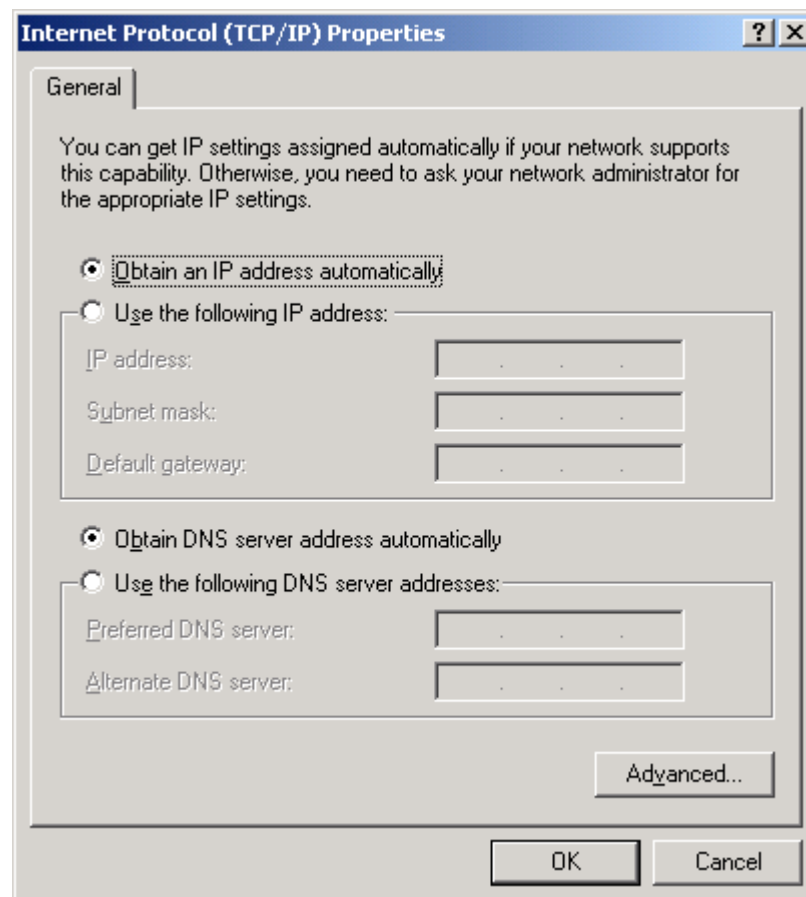 Internet Protocol (TCP/IP) Properties
General
You can get IP settings assigned automatically if your network supports
this capability. Otherwise, you need to ask your network administrator for
the appropriate IP settings.
Obtain an IP address automatically
Use the following IP address:
IP address:
Subnet mask:
Default gateway:
Obtain DNS server address automatically
Use the following DNS server addresses:
Preferred DNS server:
Alternate DNS server:
Advanced...
OK Cancel